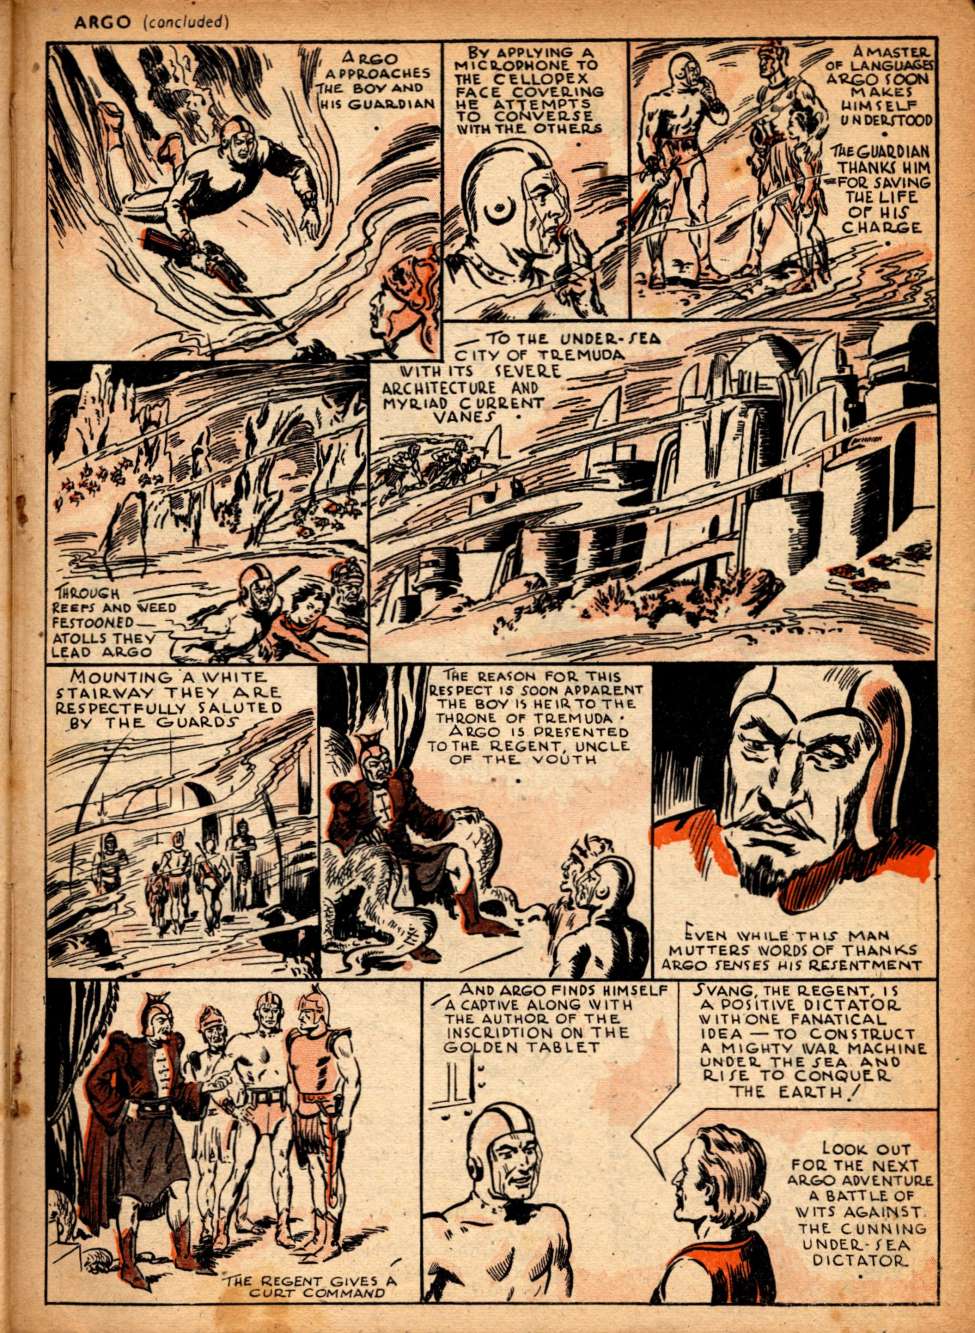 ARGO (concluded)
ARGO
APPROACHES
THE BOY AND
HIS GUARDIAN
BY APPLYING A
MICROPHONE TO
THE CELLOPEX
FACE COVERING
HE ATTEMPTS
TO CONVERSE
WITH THE OTHERS
A MASTER
OF LANGUAGES
ARGO SOON
MAKES
HIMSELF
UNDERSTOOD
THE GUARDIAN
THANKS HIM
FOR SAVING
THE LIFE
OF HIS
CHARGE
THROUGH
REEFS AND WEED
FESTOONED —
ATOLLS THEY
LEAD ARGO
— TO THE UNDER-SEA
CITY OF TREMUDA
WITH ITS SEVERE
ARCHITECTURE AND
MYRIAD CURRENT
VANES
MOUNTING A WHITE
STAIRWAY THEY ARE
RESPECTFULLY SALUTED
BY THE GUARDS
THE REASON FOR THIS
RESPECT IS SOON APPARENT
THE BOY IS HEIR TO THE
THRONE OF TREMUDA.
ARGO IS PRESENTED
TO THE REGENT, UNCLE
OF THE YOUTH
EVEN WHILE THIS MAN
MUTTERS WORDS OF THANKS
ARGO SENSES HIS RESENTMENT
THE REGENT GIVES A
CURT COMMAND
AND ARGO FINDS HIMSELF
A CAPTIVE ALONG WITH
THE AUTHOR OF THE
INSCRIPTION ON THE
GOLDEN TABLET
SVANG, THE REGENT, IS
A POSITIVE DICTATOR
WITH ONE FANATICAL
IDEA — TO CONSTRUCT
A MIGHTY WAR MACHINE
UNDER THE SEA AND
RISE TO CONQUER
THE EARTH!
LOOK OUT
FOR THE NEXT
ARGO ADVENTURE
A BATTLE OF
WITS AGAINST
THE CUNNING
UNDER-SEA
DICTATOR